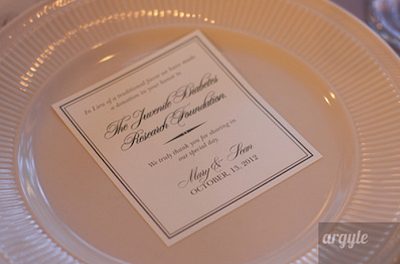 In Lieu of a traditional favor we have made
a donation in your honor to
The Juvenile Diabetes
Research Foundation.
We truly thank you for sharing in
our special day.
Mary & Sean
OCTOBER 13, 2012
argyle